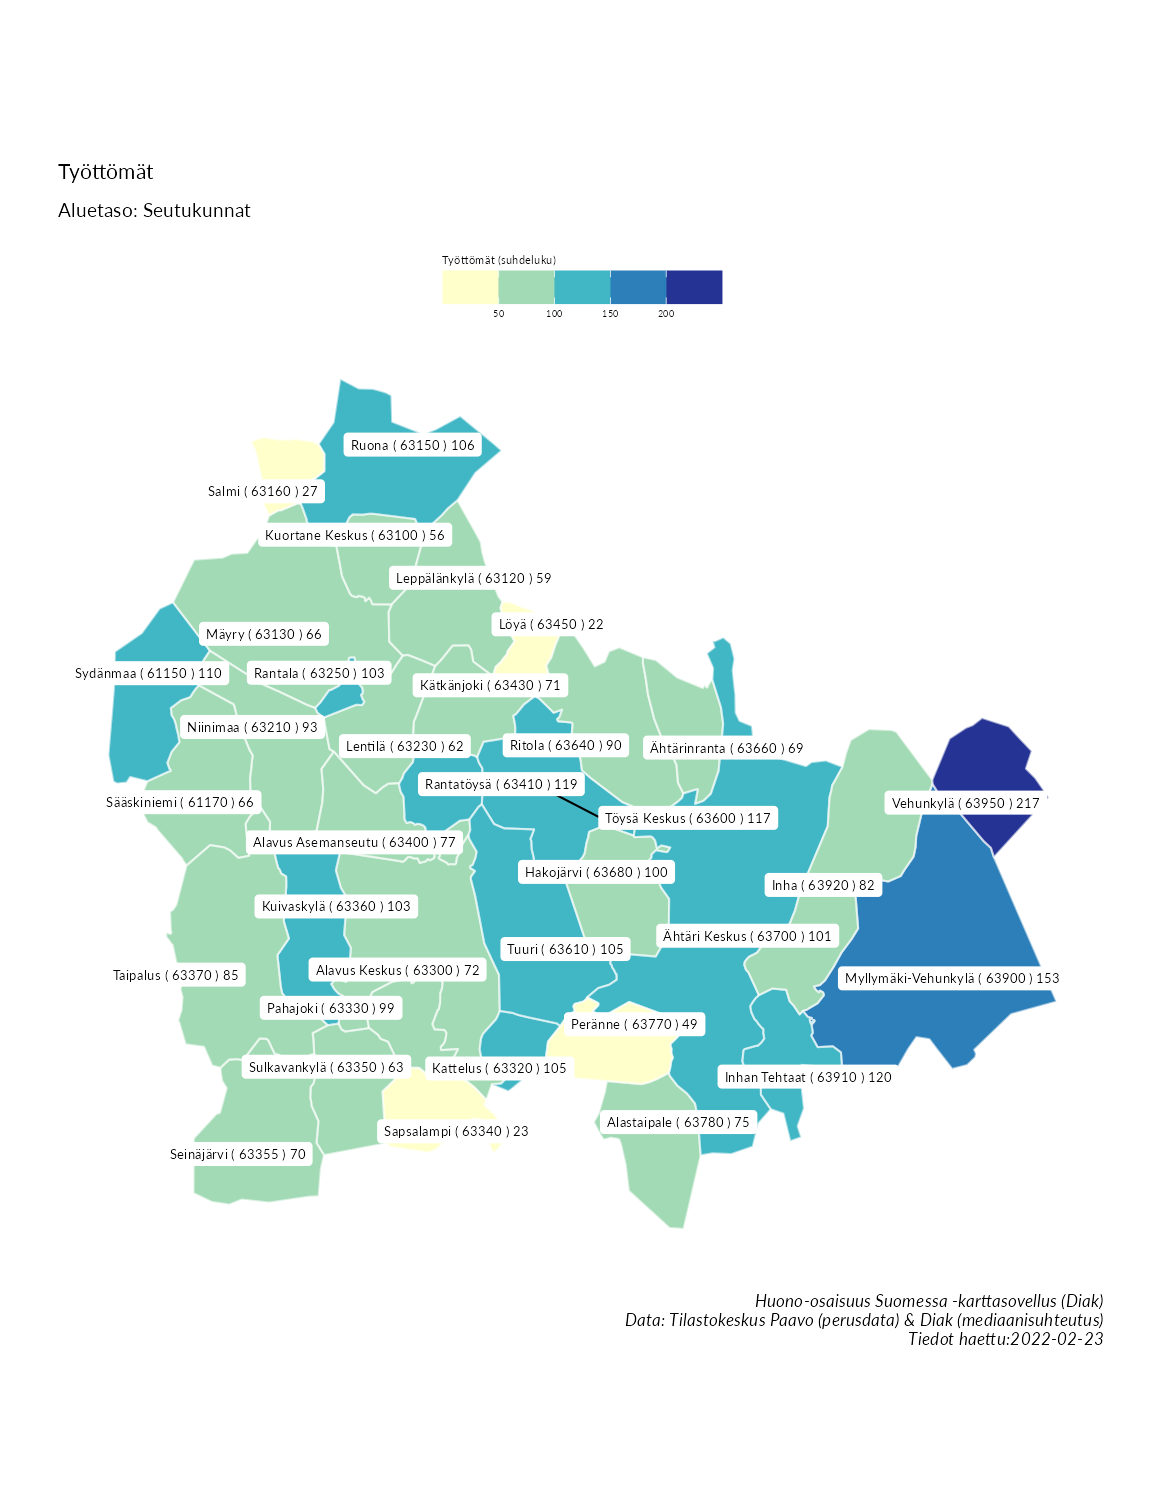 Työttömät
Aluetaso: Seutukunnat
Työttömät (suhdeluku)
50 100 150 200
Ruona ( 63150 ) 106
Salmi ( 63160 ) 27
Kuortane Keskus ( 63100 ) 56
Leppälänkylä ( 63120 ) 59
Löyä ( 63450 ) 22
Mäyry ( 63130 ) 66
Sydänmaa ( 61150 ) 110
Rantala ( 63250 ) 103
Kätkänjoki ( 63430 ) 71
Niinimaa ( 63210 ) 93
Lentilä ( 63230 ) 62
Ritola ( 63640 ) 90
Ähtärinranta ( 63660 ) 69
Rantatöysä ( 63410 ) 119
Sääskiniemi ( 61170 ) 66
Vehunkylä ( 63950 ) 217
Töysä Keskus ( 63600 ) 117
Alavus Asemanseutu ( 63400 ) 77
Hakojärvi ( 63680 ) 100
Inha ( 63920 ) 82
Kuivaskylä ( 63360 ) 103
Ähtäri Keskus ( 63700 ) 101
Tuuri ( 63610 ) 105
Taipalus ( 63370 ) 85
Alavus Keskus ( 63300 ) 72
Myllymäki-Vehunkylä ( 63900 ) 153
Pahajoki ( 63330 ) 99
Peränne ( 63770 ) 49
Sulkavankylä ( 63350 ) 63
Kattelus ( 63320 ) 105
Inhan Tehtaat ( 63910 ) 120
Alastaipale ( 63780 ) 75
Sapsalampi ( 63340 ) 23
Seinäjärvi ( 63355 ) 70
Huono-osaisuus Suomessa -karttasovellus (Diak)
Data: Tilastokeskus Paavo (perusdata) & Diak (mediaanisuhteutus)
Tiedot haettu:2022-02-23